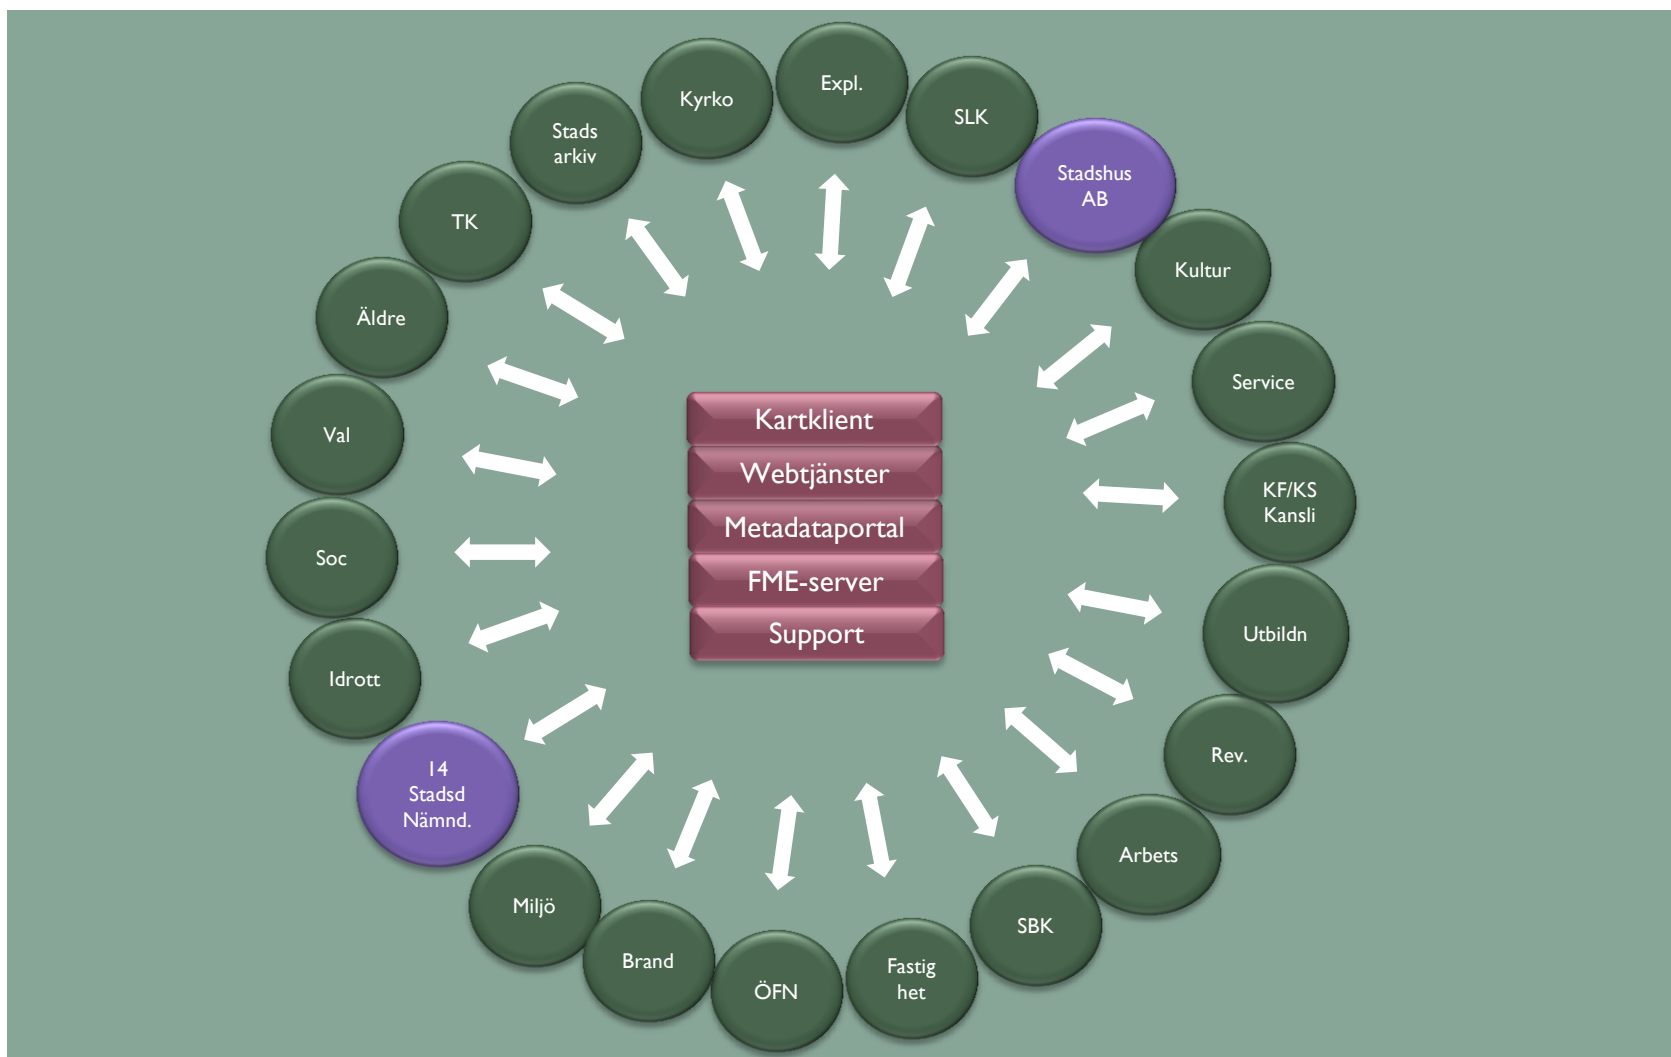 Expl.
SLK
Stadshus
AB
Kultur
Service
KF/KS
Kansli
Utbildn
Rev.
Arbets
SBK
Fastig
het
ÖFN
Brand
Miljö
14
Stadsd
Nämnd.
Idrott
Soc
Val
Äldre
TK
Stads
arkiv
Kyrko
Kartklient
Webtjänster
Metadataportal
FME-server
Support